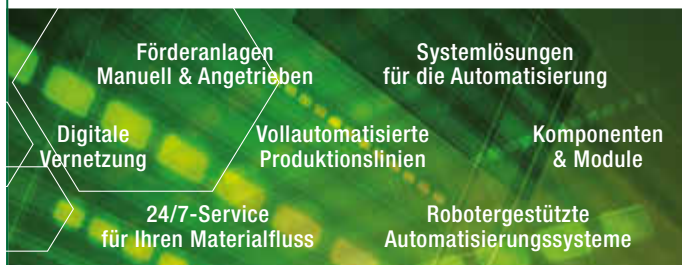 Förderanlagen
Manuell & Angetrieben
Systemlösungen
für die Automatisierung
Digitale
Vernetzung
Vollautomatisierte
Produktionslinien
Komponenten
& Module
24/7-Service
für Ihren Materialfluss
Robotergestützte
Automatisierungssysteme